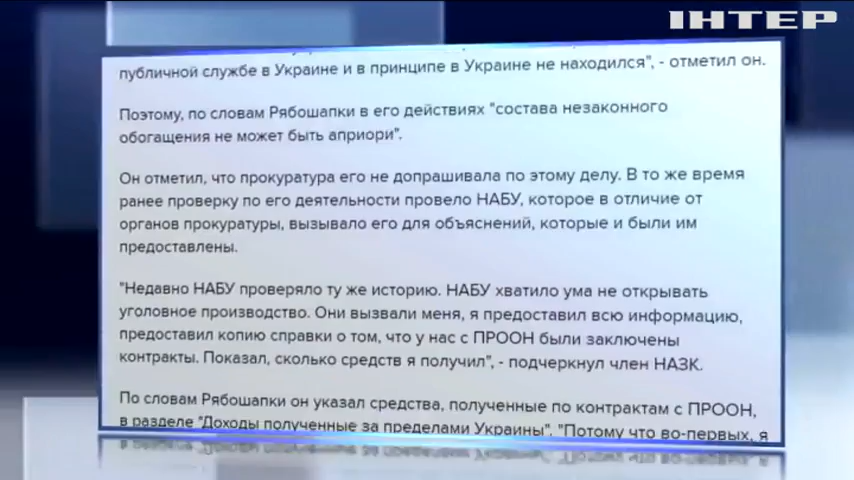 ІНТЕР
публичной службе в Украине и в принципе в Украине не находился", - отметил он.
Поэтому, по словам Рябошапки в его действиях "состава незаконного
обогащения не может быть априори".
Он отметил, что прокуратура его не допрашивала по этому делу. В то же время
ранее проверку по его деятельности провело НАБУ, которое в отличие от
органов прокуратуры, вызывало его для объяснений, которые и были им
предоставлены.
"Недавно НАБУ проверяло ту же историю. НАБУ хватило ума не открывать
уголовное производство. Они вызвали меня, я предоставил всю информацию,
предоставил копию справки о том, что у нас с ПРООН были заключены
контракты. Показал, сколько средств я получил", - подчеркнул член НАЗК.
По словам Рябошапки он указал средства, полученные по контрактам с ПРООН,
в разделе "Доходы полученные за пределами Украины". "Потому что во-первых, я